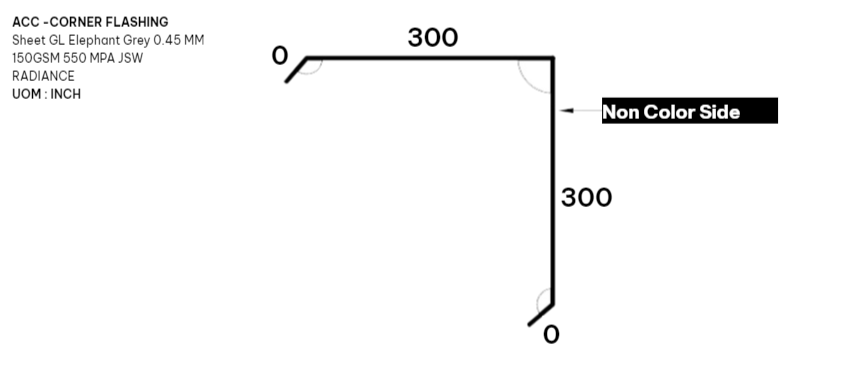 ACC -CORNER FLASHING
Sheet GL Elephant Grey 0.45 MM
150GSM 550 MPA JSW
RADIANCE
UOM : INCH
0
300
Non Color Side
300
0